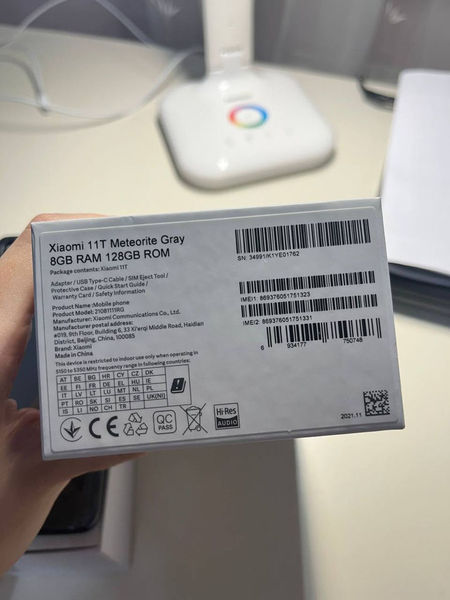 Xiaomi 11T Meteorite Gray
8GB RAM 128GB ROM
Package contents: Xiaomi 11T
Adapter / USB Type-C Cable / SIM Eject Tool /
Protective Case / Quick Start Guide /
Warranty Card / Safety Information
Product Name :Mobile phone
Product Model: 21081111RG
Manufacturer: Xiaomi Communications Co., Ltd.
Manufacturer postal address:
#019, 9th Floor, Building 6, 33 Xi'erqi Middle Road, Haidian
District, Beijing, China, 100085
Brand: Xiaomi
Made in China
This device is restricted to indoor use only when operating in
5150 to 5350 MHz frequency range in following countries:
AT BE BG HR CY CZ DK
EE FI FR DE EL HU IE
IT LV LT LU MT NL PL
PT RO SK SI ES SE UK(NI)
IS LI NO CH TR
CE
QC
PASS
Hi-Res
AUDIO
SN: 34991/K1YE01762
IMEI1: 869376051751323
IMEI2: 869376051751331
6 934177 750748
2021.11